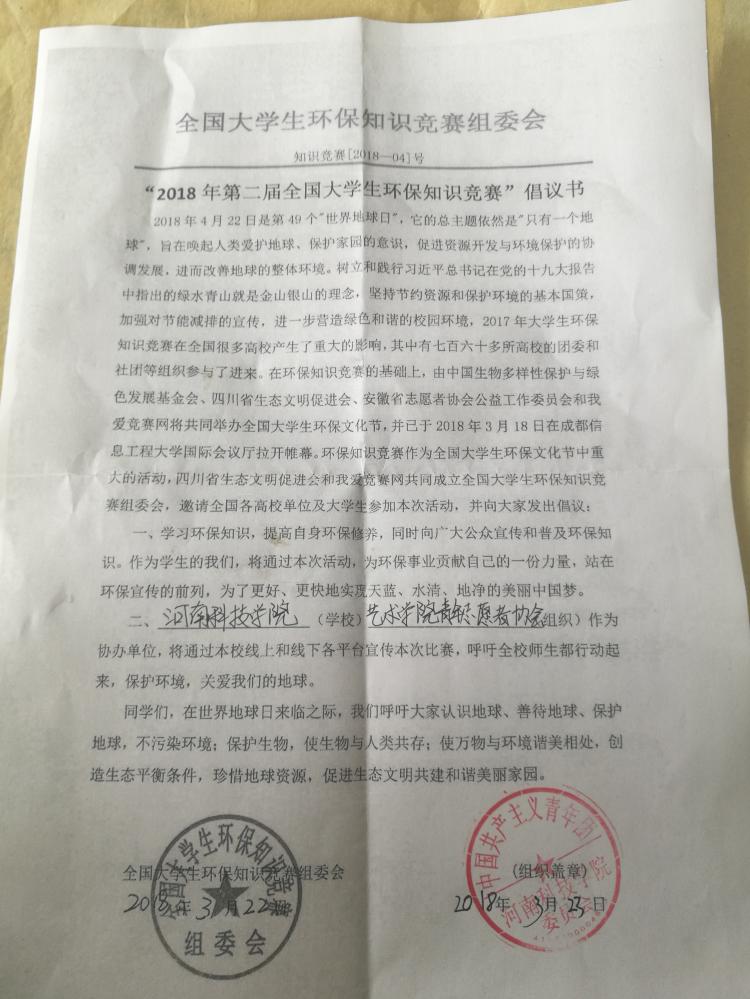 全国大学生环保知识竞赛组委会
知识竞赛[2018—04]号
“2018 年第二届全国大学生环保知识竞赛”倡议书
2018 年 4 月 22 日是第 49 个"世界地球日"，它的总主题依然是"只有一个地
球"，旨在唤起人类爱护地球、保护家园的意识，促进资源开发与环境保护的协
调发展，进而改善地球的整体环境。树立和践行习近平总书记在党的十九大报告
中指出的绿水青山就是金山银山的理念，坚持节约资源和保护环境的基本国策，
加强对节能减排的宣传，进一步营造绿色和谐的校园环境，2017 年大学生环保
知识竞赛在全国很多高校产生了重大的影响，其中有七百六十多所高校的团委和
社团等组织参与了进来。在环保知识竞赛的基础上，由中国生物多样性保护与绿
色发展基金会、四川省生态文明促进会、安徽省志愿者协会公益工作委员会和我
爱竞赛网将共同举办全国大学生环保文化节，并已于 2018 年 3 月 18 日在成都信
息工程大学国际会议厅拉开帷幕。环保知识竞赛作为全国大学生环保文化节中重
大的活动，四川省生态文明促进会和我爱竞赛网共同成立全国大学生环保知识竞
赛组委会，邀请全国各高校单位及大学生参加本次活动，并向大家发出倡议：
一、学习环保知识，提高自身环保修养，同时向广大公众宣传和普及环保知
识。作为学生的我们，将通过本次活动，为环保事业贡献自己的一份力量，站在
环保宣传的前列，为了更好、更快地实现天蓝、水清、地净的美丽中国梦。
二、河南科技学院（学校）艺术学院青年志愿者协会组织）作为
协办单位，将通过本校线上和线下各平台宣传本次比赛，呼吁全校师生都行动起
来，保护环境，关爱我们的地球。
同学们，在世界地球日来临之际，我们呼吁大家认识地球、善待地球、保护
地球，不污染环境；保护生物，使生物与人类共存；使万物与环境谐美相处，创
造生态平衡条件，珍惜地球资源，促进生态文明共建和谐美丽家园。
全国大学生环保知识竞赛组委会
2018 年 3 月 22 日
全国大学生环保知识竞赛
组委会
（组织盖章）
2018年 3月 23日
中国共产主义青年团
河南科技学院
委员会